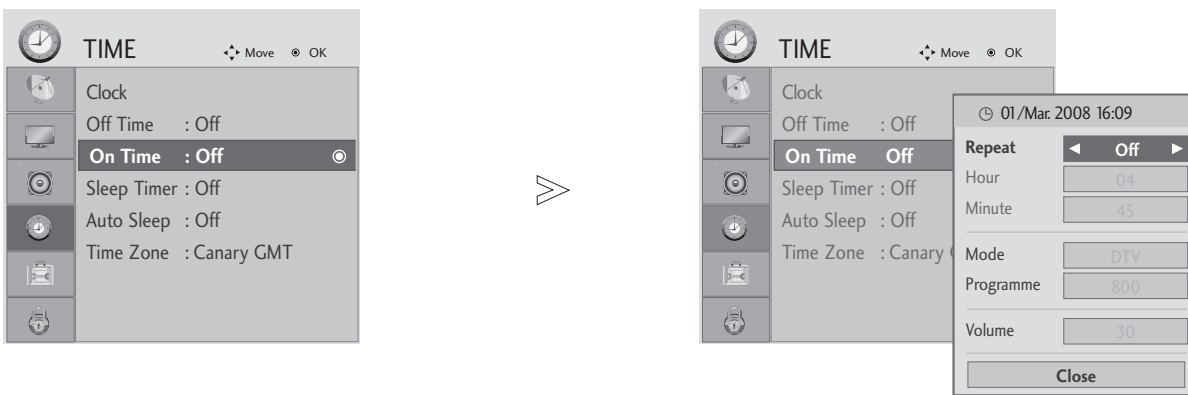 TIME
Move OK
Clock
Off Time : Off
On Time : Off
Sleep Timer : Off
Auto Sleep : Off
Time Zone : Canary GMT
TIME
Move OK
Clock
Off Time : Off
On Time Off
Sleep Timer : Off
Auto Sleep : Off
Time Zone : Canary
01/Mar. 2008 16:09
Repeat Off
Hour 04
Minute 45
Mode DTV
Programme 800
Volume 30
Close